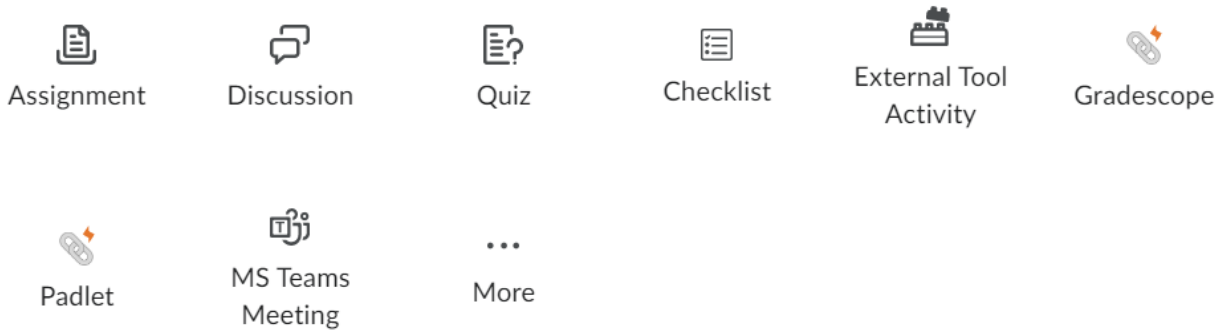 Assignment
Discussion
Quiz
Checklist
External Tool
Activity
Gradescope
Padlet
MS Teams
Meeting
More